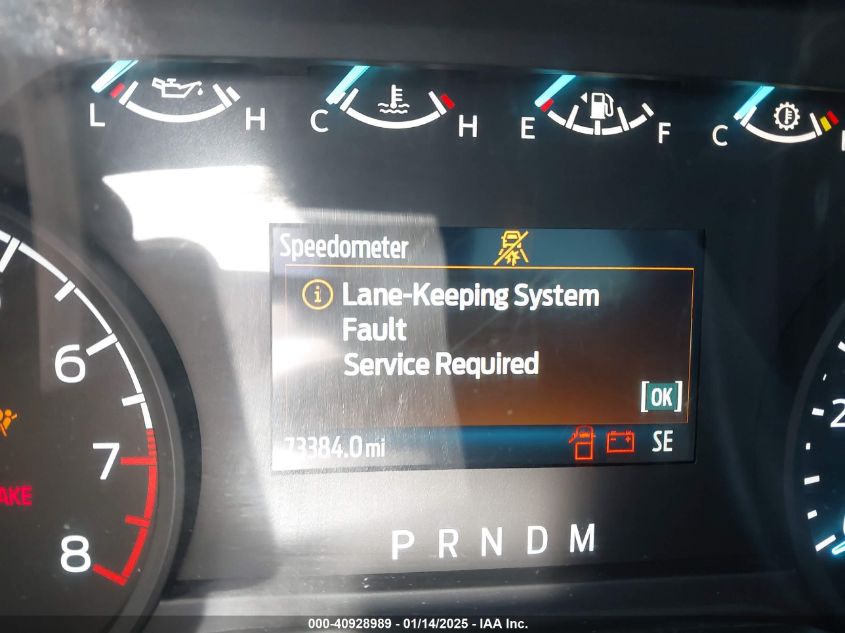 L H C H E F C
Speedometer
Lane-Keeping System
Fault
Service Required
[OK]
73384.0 mi
SE
6
7
AKE
8
2
P R N D M
000-40928989 - 01/14/2025 - IAA Inc.